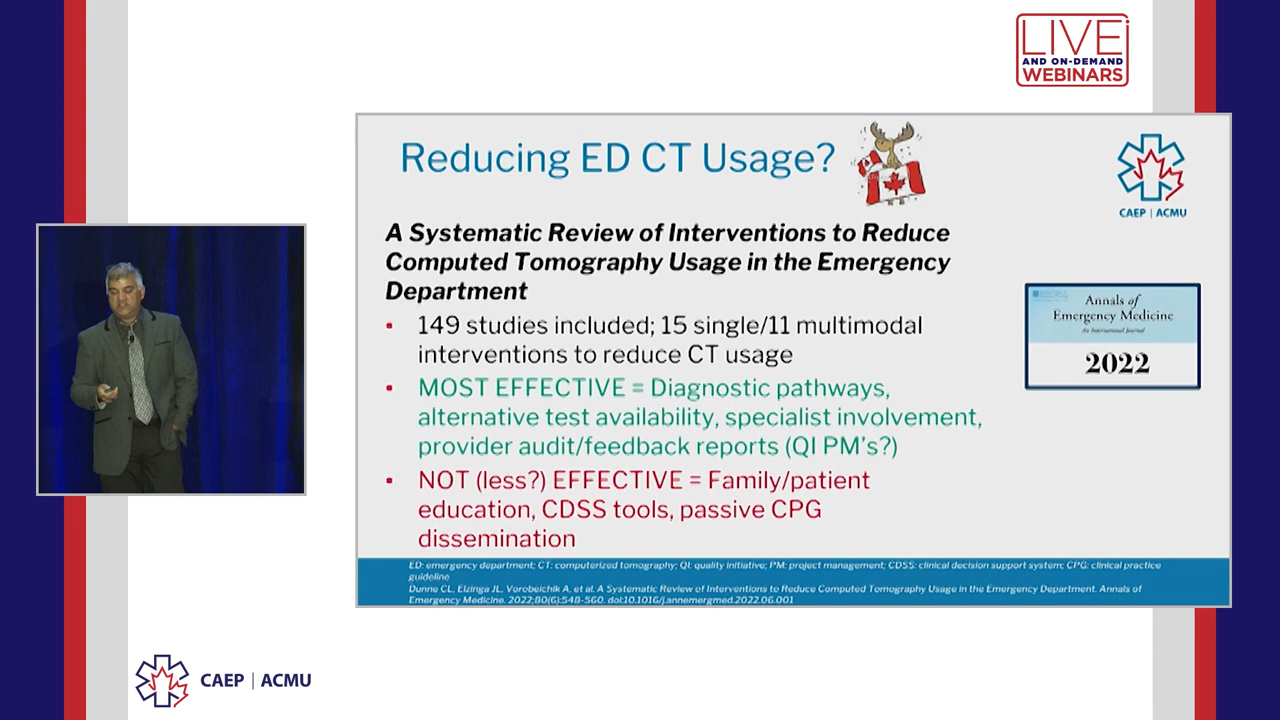 LIVE
AND ON-DEMAND
WEBINARS
Reducing ED CT Usage?
CAEP | ACMU
A Systematic Review of Interventions to Reduce
Computed Tomography Usage in the Emergency
Department
149 studies included; 15 single/11 multimodal
interventions to reduce CT usage
MOST EFFECTIVE = Diagnostic pathways,
alternative test availability, specialist involvement,
provider audit/feedback reports (QI PM's?)
NOT (less?) EFFECTIVE = Family/patient
education, CDSS tools, passive CPG
dissemination
Annals of
Emergency Medicine
An International Journal
2022
ED: emergency department; CT: computerized tomography; QI: quality initiative; PM: project management; CDSS: clinical decision support system; CPG: clinical practice
guideline
Dunne CL, Elzinga JL, Vorobeichik A, et al. A Systematic Review of Interventions to Reduce Computed Tomography Usage in the Emergency Department. Annals of
Emergency Medicine. 2022;80(6):548-560. doi:10.1016/j.annemergmed.2022.06.001
CAEP | ACMU